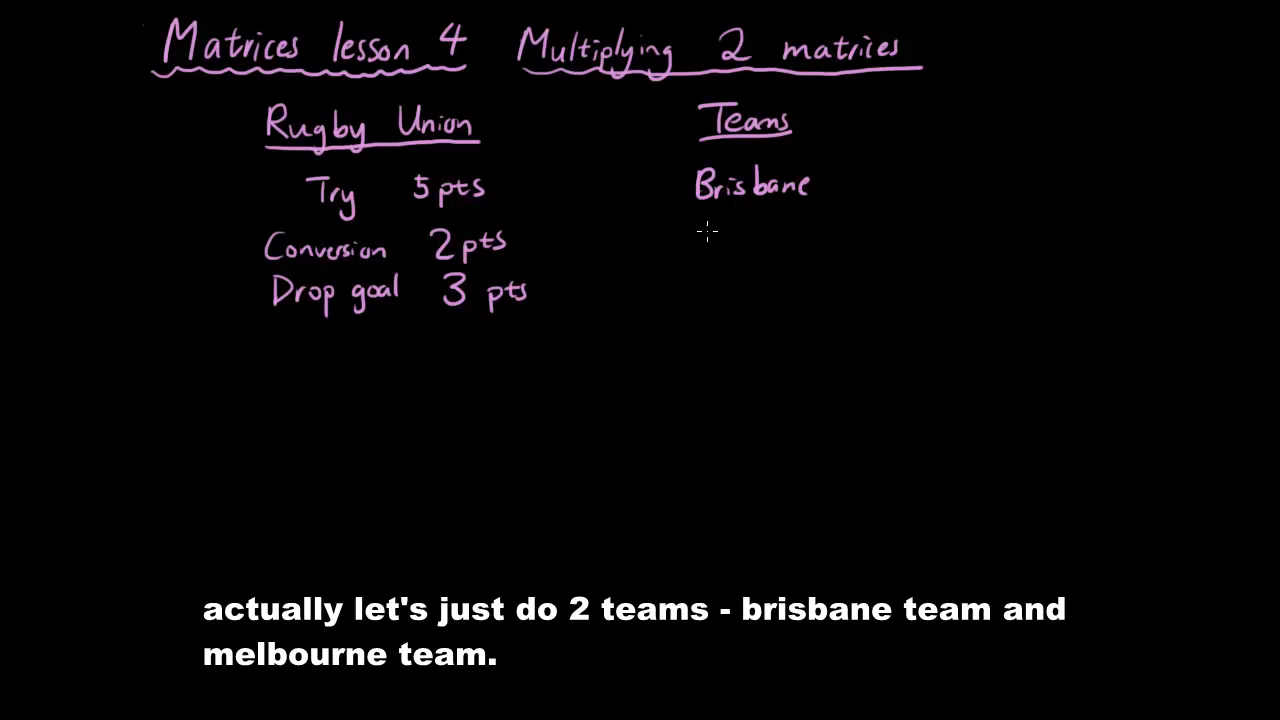 Matrices lesson 4 Multiplying 2 matrices
Rugby Union
Try 5 pts
Conversion 2 pts
Drop goal 3 pts
Teams
Brisbane
actually let's just do 2 teams - brisbane team and
melbourne team.